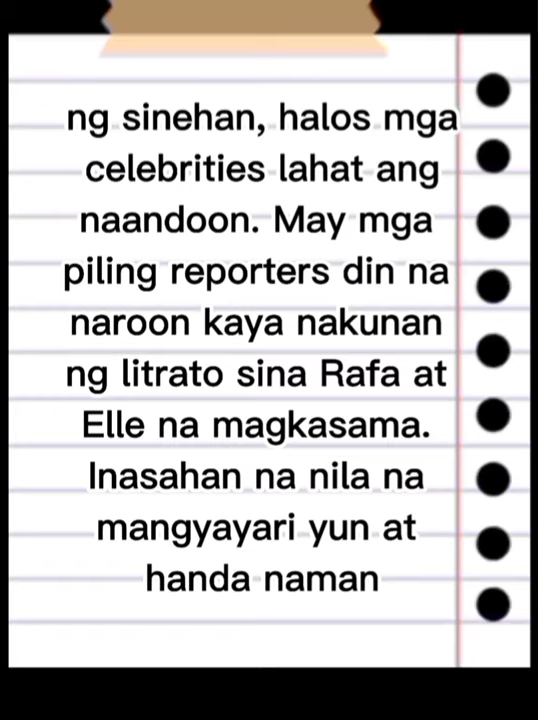 ng sinehan, halos mga
celebrities lahat ang
naandoon. May mga
piling reporters din na
naroon kaya nakunan
ng litrato sina Rafa at
Elle na magkasama.
Inasahan na nila na
mangyayari yun at
handa naman